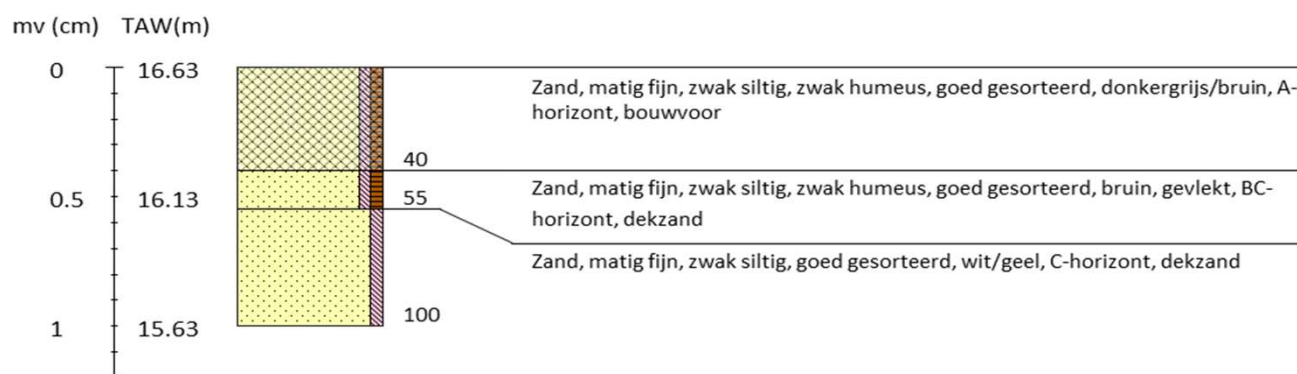 mv (cm) TAW(m)
0 16.63
Zand, matig fijn, zwak siltig, zwak humeus, goed gesorteerd, donkergrijs/bruin, A-
horizont, bouwvoor
40
Zand, matig fijn, zwak siltig, zwak humeus, goed gesorteerd, bruin, gevlekt, BC-
0.5 16.13 55
horizont, dekzand
Zand, matig fijn, zwak siltig, goed gesorteerd, wit/geel, C-horizont, dekzand
100
1 15.63